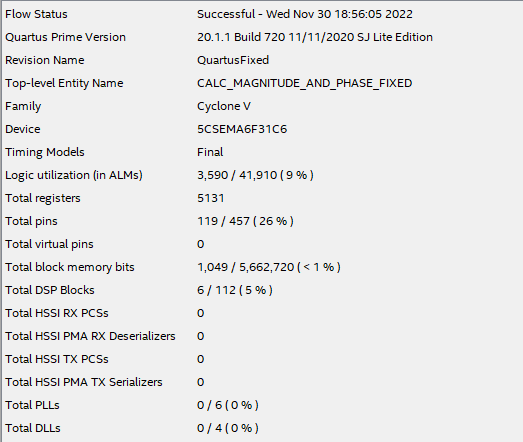 Flow Status Successful - Wed Nov 30 18:56:05 2022
Quartus Prime Version 20.1.1 Build 720 11/11/2020 SJ Lite Edition
Revision Name QuartusFixed
Top-level Entity Name CALC_MAGNITUDE_AND_PHASE_FIXED
Family Cyclone V
Device 5CSEMA6F31C6
Timing Models Final
Logic utilization (in ALMs) 3,590 / 41,910 ( 9 % )
Total registers 5131
Total pins 119 / 457 ( 26 % )
Total virtual pins 0
Total block memory bits 1,049 / 5,662,720 ( < 1 % )
Total DSP Blocks 6 / 112 ( 5 % )
Total HSSI RX PCSs 0
Total HSSI PMA RX Deserializers 0
Total HSSI TX PCSs 0
Total HSSI PMA TX Serializers 0
Total PLLs 0 / 6 ( 0 % )
Total DLLs 0 / 4 ( 0 % )